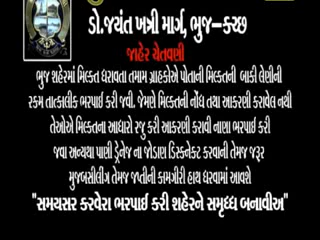 ડો.જયંત ખત્રી માર્ગ, ભુજ-કચ્છ
જાહેર ચેતવણી
ભુજ શહેરમાં મિલ્કત ધરાવતા તમામ ગ્રાહકોએ પોતાની મિલ્કતની બાકી લેણીની
રકમ તાત્કાલીક ભરપાઈ કરી જવી. જેમણે મિલ્કતની નોંધ તથા આકરણી કરાવેલ નથી
તેઓએ મિલ્કતના આધારો રજુ કરી આકરણી કરાવી નાણા ભરપાઈ કરી
જવા અન્યથા પાણી ડ્રેનેજ ના જોડાણ ડિસ્કનેક્ટ કરવાની તેમજ જરૂર
મુજબસીલીંગ તેમજ જપ્તીની કામગીરી હાથ ધરવામાં આવશે
"સમયસર કરવેરા ભરપાઈ કરી શહેરને સમૃધ્ધ બનાવીએ"